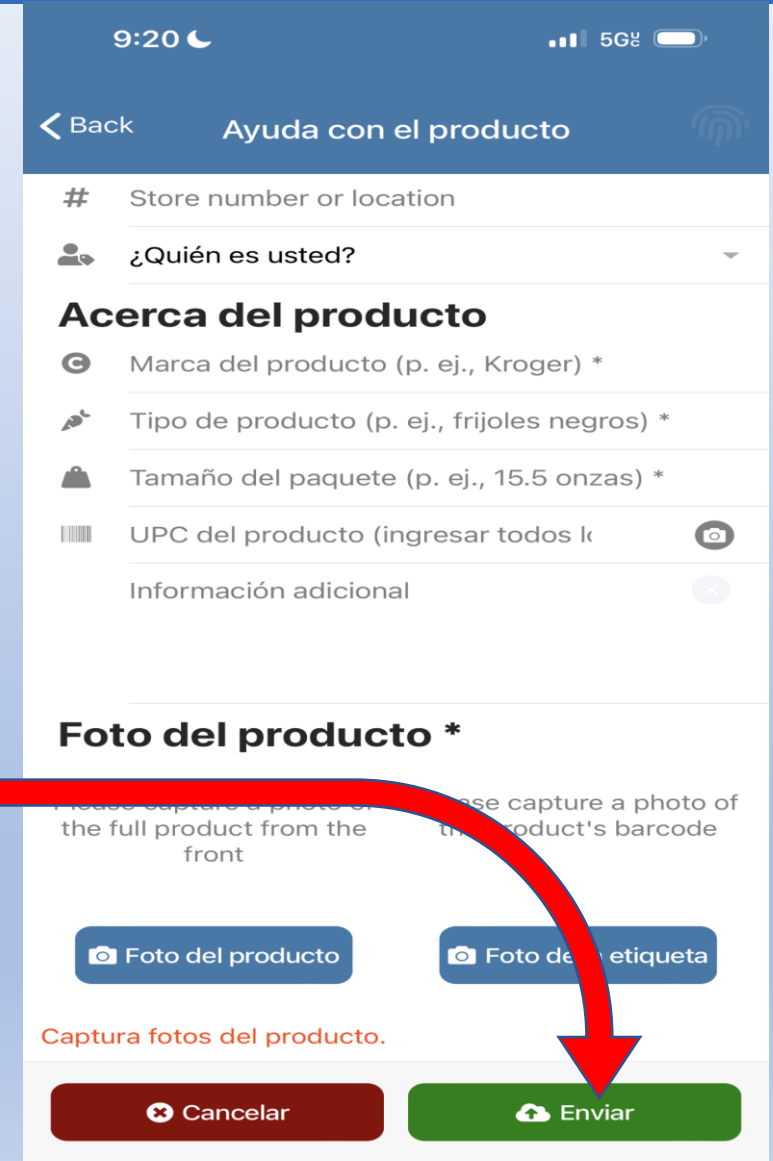 9:20 5G
Back Ayuda con el producto
# Store number or location
¿Quién es usted?
Acerca del producto
Marca del producto (p. ej., Kroger) *
Tipo de producto (p. ej., frijoles negros) *
Tamaño del paquete (p. ej., 15.5 onzas) *
UPC del producto (ingresar todos l
Información adicional
Foto del producto *
capture a photo of
the full product from the
front
capture a photo of
product's barcode
Foto del producto
Foto de etiqueta
Captura fotos del producto.
Cancelar
Enviar